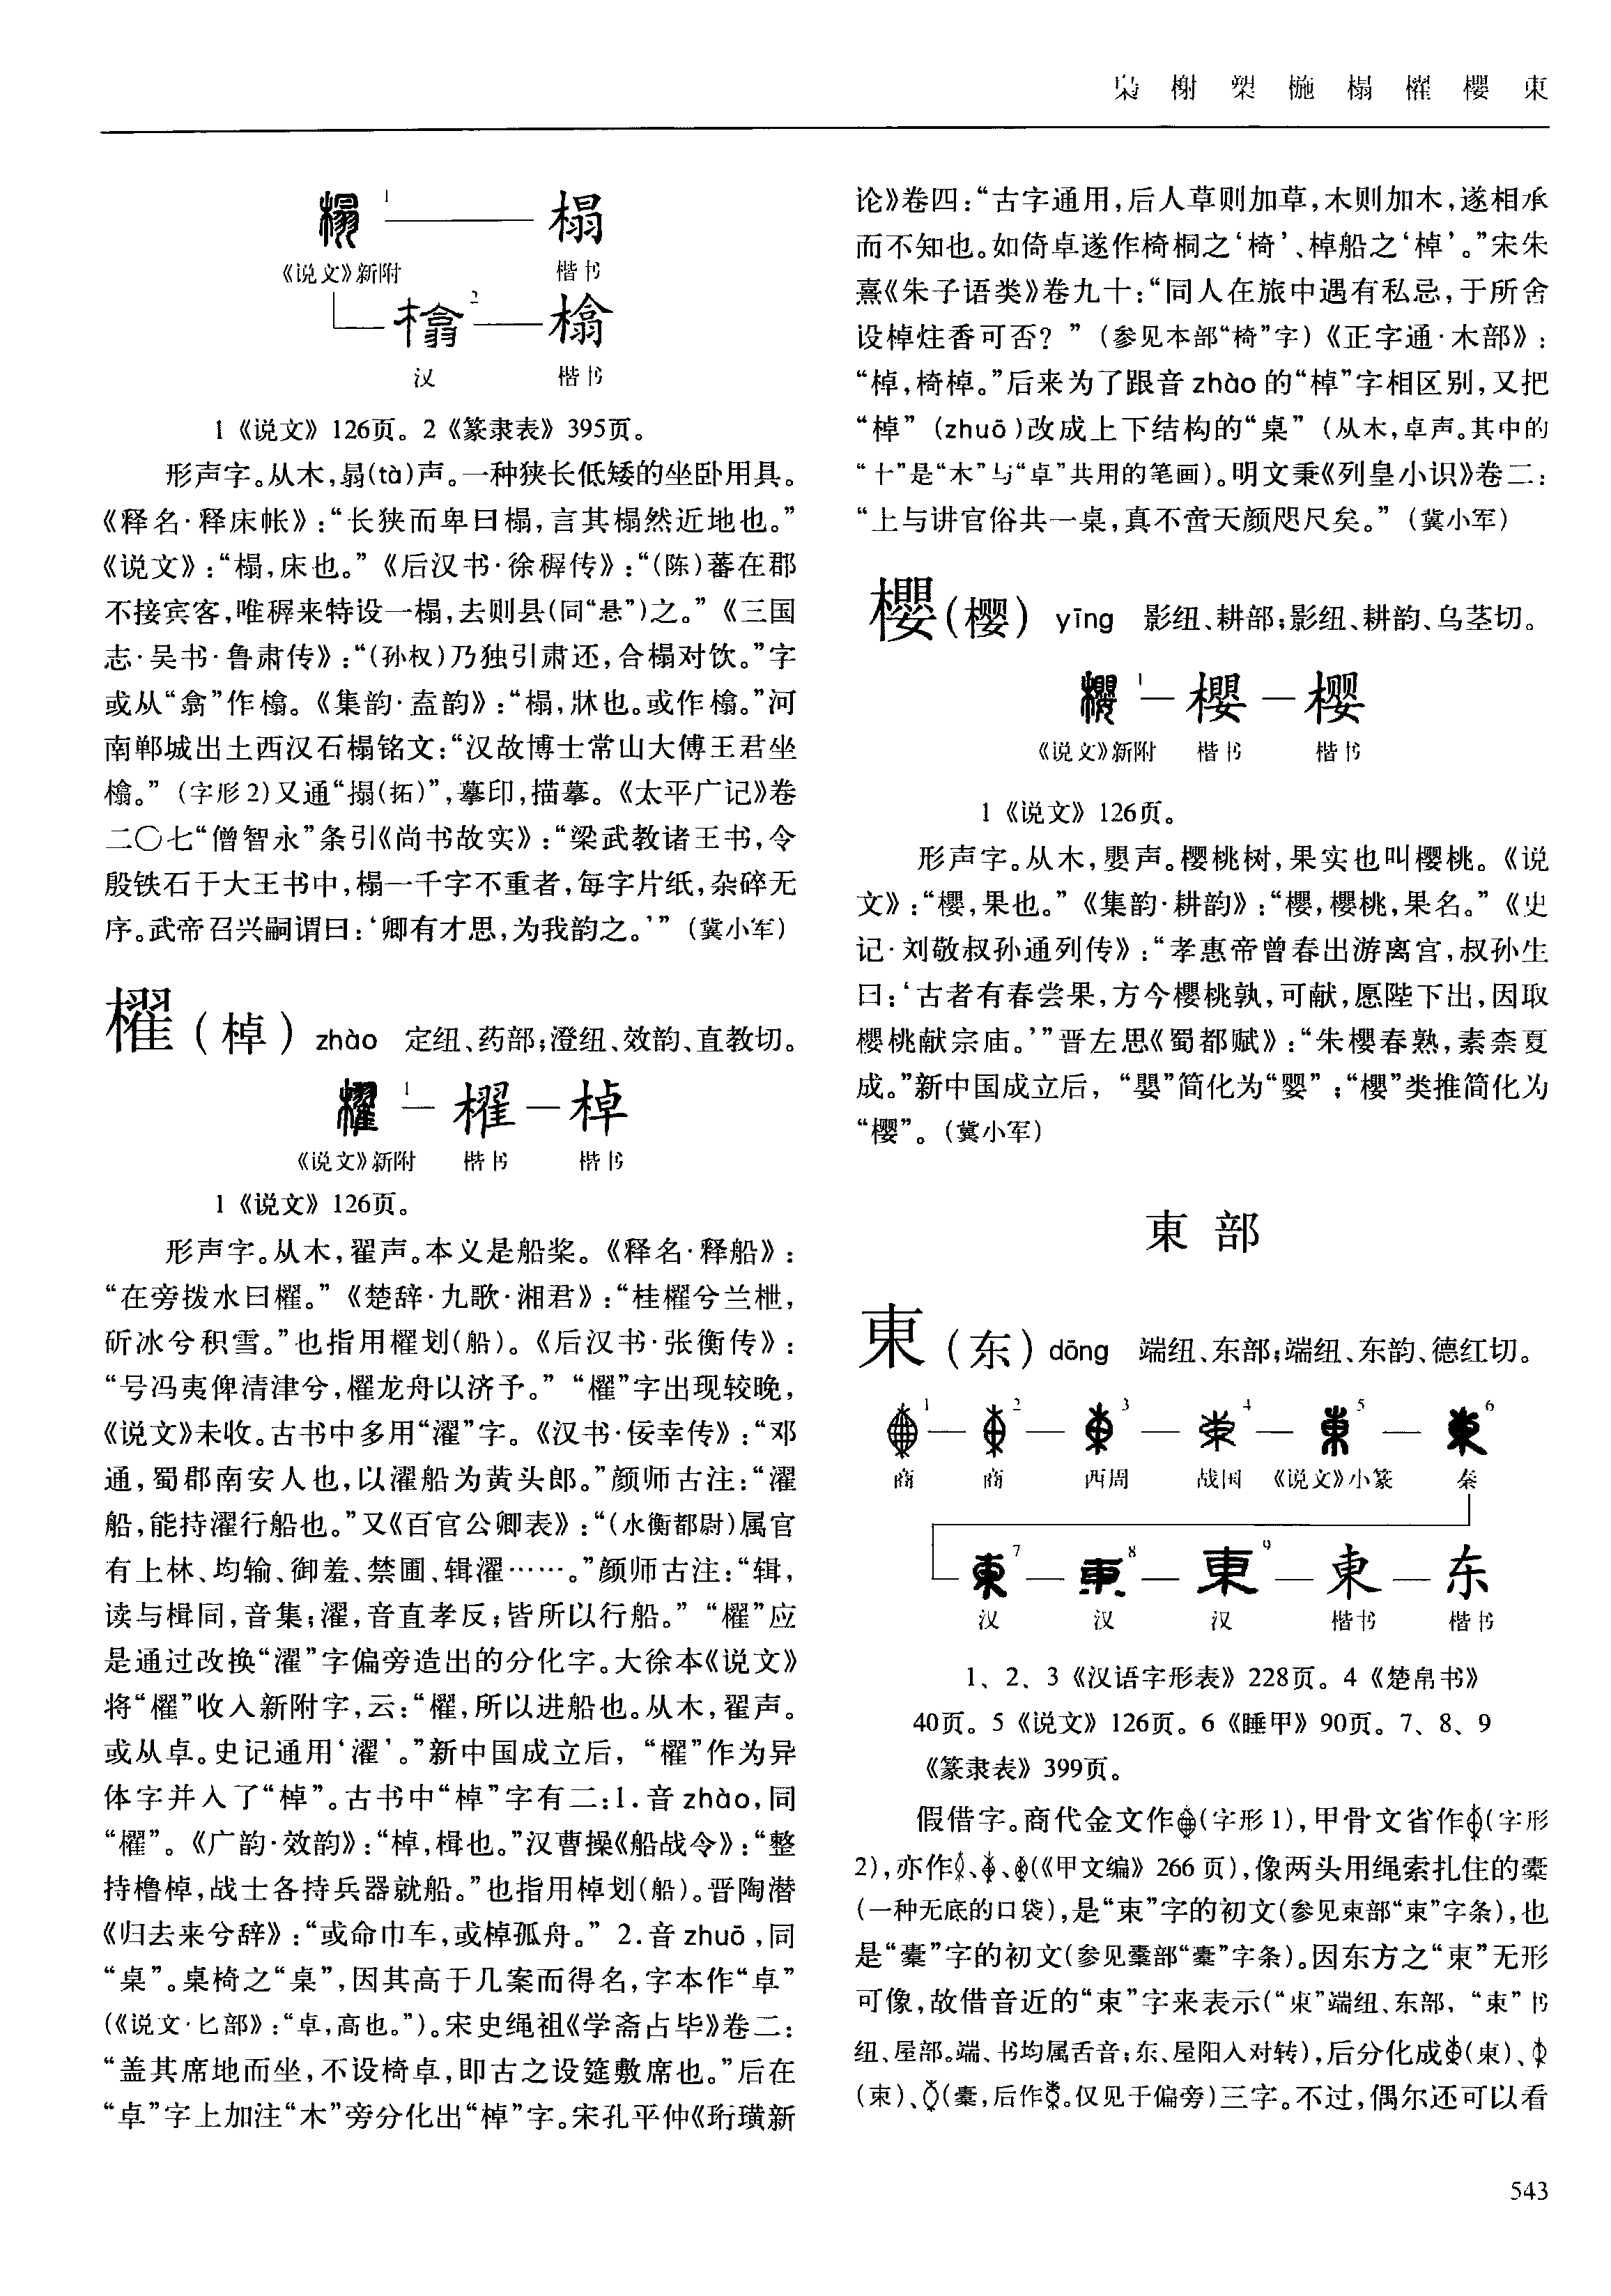 枭 榭 槊 椸 榻 櫂 櫻 東
1
榻
《说文》新附 楷书
2
㯓
汉 楷书
1《说文》126页。2《篆隶表》395页。
形声字。从木，㬱(tà)声。一种狭长低矮的坐卧用具。
《释名·释床帐》：“长狭而卑曰榻，言其榻然近地也。”
《说文》：“榻，床也。”《后汉书·徐稺传》：“(陈)蕃在郡
不接宾客，唯稺来特设一榻，去则县(同“悬”)之。”《三国
志·吴书·鲁肃传》：“(孙权)乃独引肃还，合榻对饮。”字
或从“翕”作㯓。《集韵·盍韵》：“榻，牀也。或作㯓。”河
南郸城出土西汉石榻铭文：“汉故博士常山大傅王君坐
㯓。”（字形2)又通“搨(拓)”，摹印，描摹。《太平广记》卷
二〇七“僧智永”条引《尚书故实》：“梁武教诸王书，令
殷铁石于大王书中，榻一千字不重者，每字片纸，杂碎无
序。武帝召兴嗣谓曰：‘卿有才思，为我韵之。’”（冀小军）
櫂（棹）zhào 定纽、药部；澄纽、效韵、直教切。
1 — 櫂 — 棹
《说文》新附 楷书 楷书
1《说文》126页。
形声字。从木，翟声。本义是船桨。《释名·释船》：
“在旁拨水曰櫂。”《楚辞·九歌·湘君》：“桂櫂兮兰枻，
斫冰兮积雪。”也指用櫂划(船)。《后汉书·张衡传》：
“号冯夷俾清津兮，櫂龙舟以济予。”“櫂”字出现较晚，
《说文》未收。古书中多用“濯”字。《汉书·佞幸传》：“邓
通，蜀郡南安人也，以濯船为黄头郎。”颜师古注：“濯
船，能持濯行船也。”又《百官公卿表》：“(水衡都尉)属官
有上林、均输、御羞、禁圃、辑濯……。”颜师古注：“辑，
读与楫同，音集；濯，音直孝反；皆所以行船。”“櫂”应
是通过改换“濯”字偏旁造出的分化字。大徐本《说文》
将“櫂”收入新附字，云：“櫂，所以进船也。从木，翟声。
或从卓。史记通用‘濯’。”新中国成立后，“櫂”作为异
体字并入了“棹”。古书中“棹”字有二：1.音zhào，同
“櫂”。《广韵·效韵》：“棹，楫也。”汉曹操《船战令》：“整
持橹棹，战士各持兵器就船。”也指用棹划(船)。晋陶潜
《归去来兮辞》：“或命巾车，或棹孤舟。”2.音zhuō，同
“桌”。桌椅之“桌”，因其高于几案而得名，字本作“卓”
(《说文·匕部》：“卓，高也。”)。宋史绳祖《学斋占毕》卷二：
“盖其席地而坐，不设椅卓，即古之设筵敷席也。”后在
“卓”字上加注“木”旁分化出“棹”字。宋孔平仲《珩璜新
论》卷四：“古字通用，后人草则加草，木则加木，遂相承
而不知也。如倚卓遂作椅桐之‘椅’、棹船之‘棹’。”宋朱
熹《朱子语类》卷九十：“同人在旅中遇有私忌，于所舍
设棹炷香可否？”（参见本部“椅”字）《正字通·木部》：
“棹，椅棹。”后来为了跟音zhào的“棹”字相区别，又把
“棹”（zhuō）改成上下结构的“桌”（从木，卓声。其中的
“十”是“木”与“卓”共用的笔画）。明文秉《列皇小识》卷二：
“上与讲官俗共一桌，真不啻天颜咫尺矣。”（冀小军）
櫻（樱）yīng 影纽、耕部；影纽、耕韵、乌茎切。
1 — 櫻 — 樱
《说文》新附 楷书 楷书
1《说文》126页。
形声字。从木，嬰声。樱桃树，果实也叫樱桃。《说
文》：“樱，果也。”《集韵·耕韵》：“樱，樱桃，果名。”《史
记·刘敬叔孙通列传》：“孝惠帝曾春出游离宫，叔孙生
曰：‘古者有春尝果，方今樱桃孰，可献，愿陛下出，因取
樱桃献宗庙。’”晋左思《蜀都赋》：“朱樱春熟，素柰夏
成。”新中国成立后，“嬰”简化为“婴”；“櫻”类推简化为
“樱”。（冀小军）
東 部
東（东）dōng 端纽、东部；端纽、东韵、德红切。
1 — 2 — 3 — 4 — 5 — 6
商 商 西周 战国 《说文》小篆 秦
7 — 8 — 9 — 東 — 东
汉 汉 汉 楷书 楷书
1、2、3《汉语字形表》228页。4《楚帛书》
40页。5《说文》126页。6《睡甲》90页。7、8、9
《篆隶表》399页。
假借字。商代金文作(字形1)，甲骨文省作(字形
2)，亦作、、(《甲文编》266页)，像两头用绳索扎住的橐
(一种无底的口袋)，是“束”字的初文(参见束部“束”字条)，也
是“橐”字的初文(参见橐部“橐”字条)。因东方之“東”无形
可像，故借音近的“束”字来表示(“東”端纽、东部，“束”书
纽、屋部。端、书均属舌音；东、屋阳入对转)，后分化成(東)、
(束)、(橐，后作。仅见于偏旁)三字。不过，偶尔还可以看
543